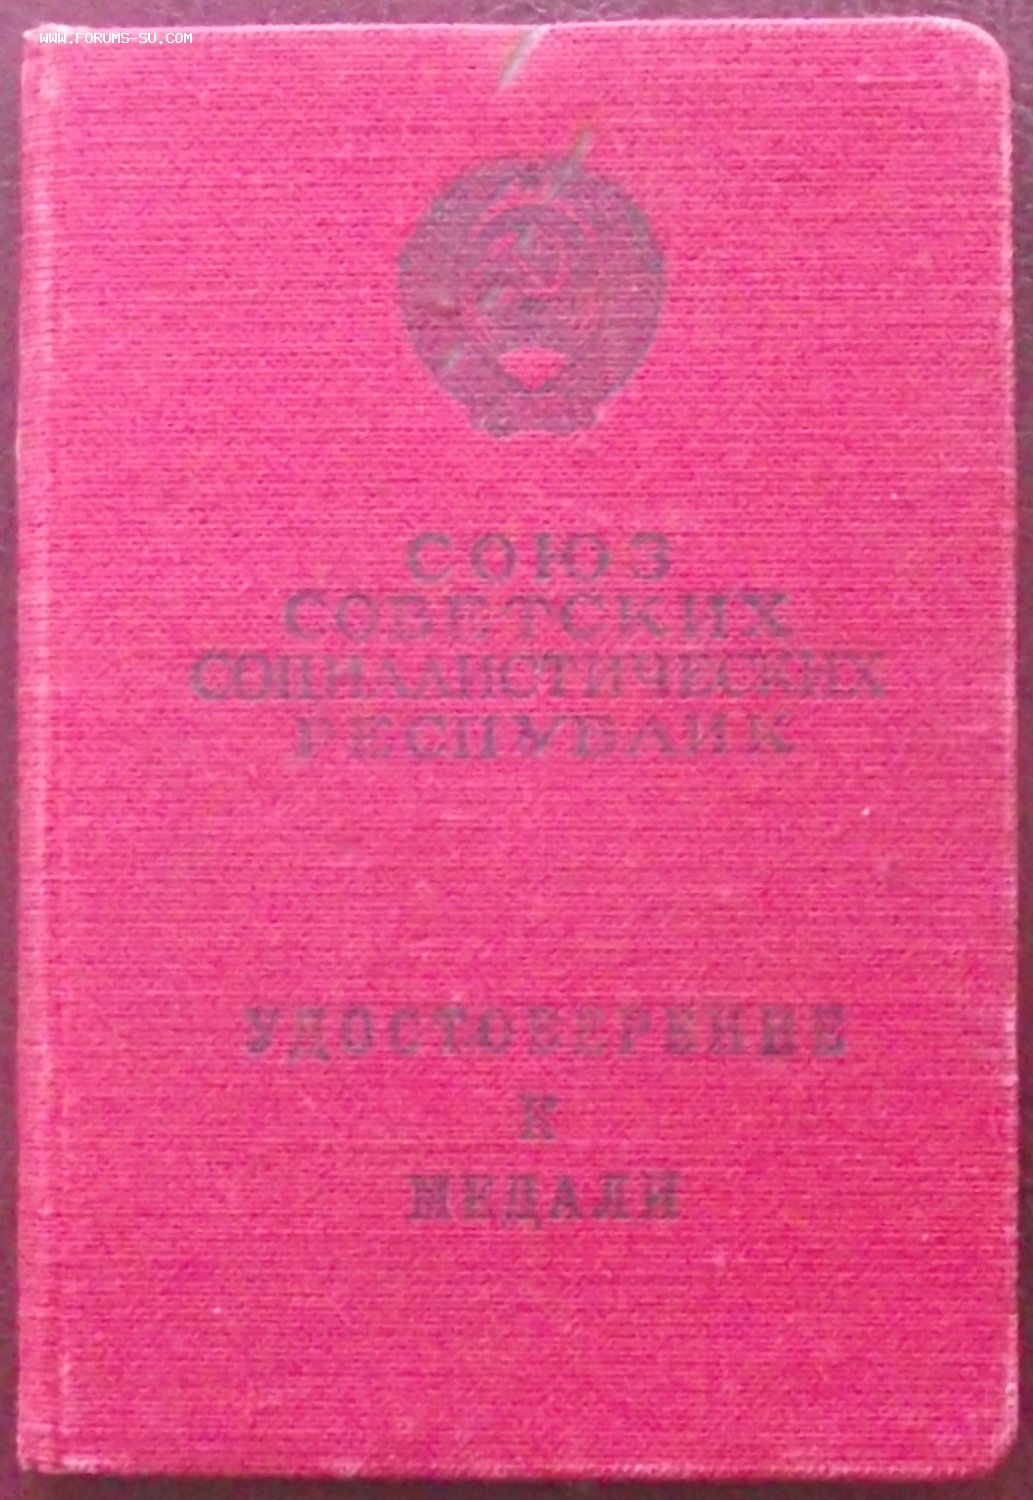 WWW.FORUMS-SU.COM
СОЮЗ
СОВЕТСКИХ
СОЦИАЛИСТИЧЕСКИХ
РЕСПУБЛИК
УДОСТОВЕРЕНИЕ
К
МЕДАЛИ